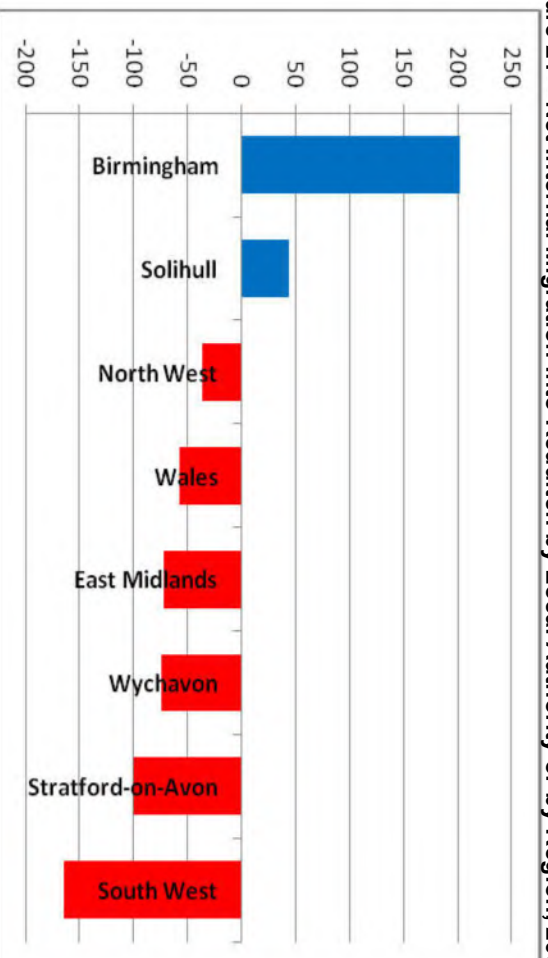 -200
-150
-100
-50
0
50
100
150
200
250
Birmingham
Solihull
North West
Wales
East Midlands
Wychavon
Stratford-on-Avon
South West